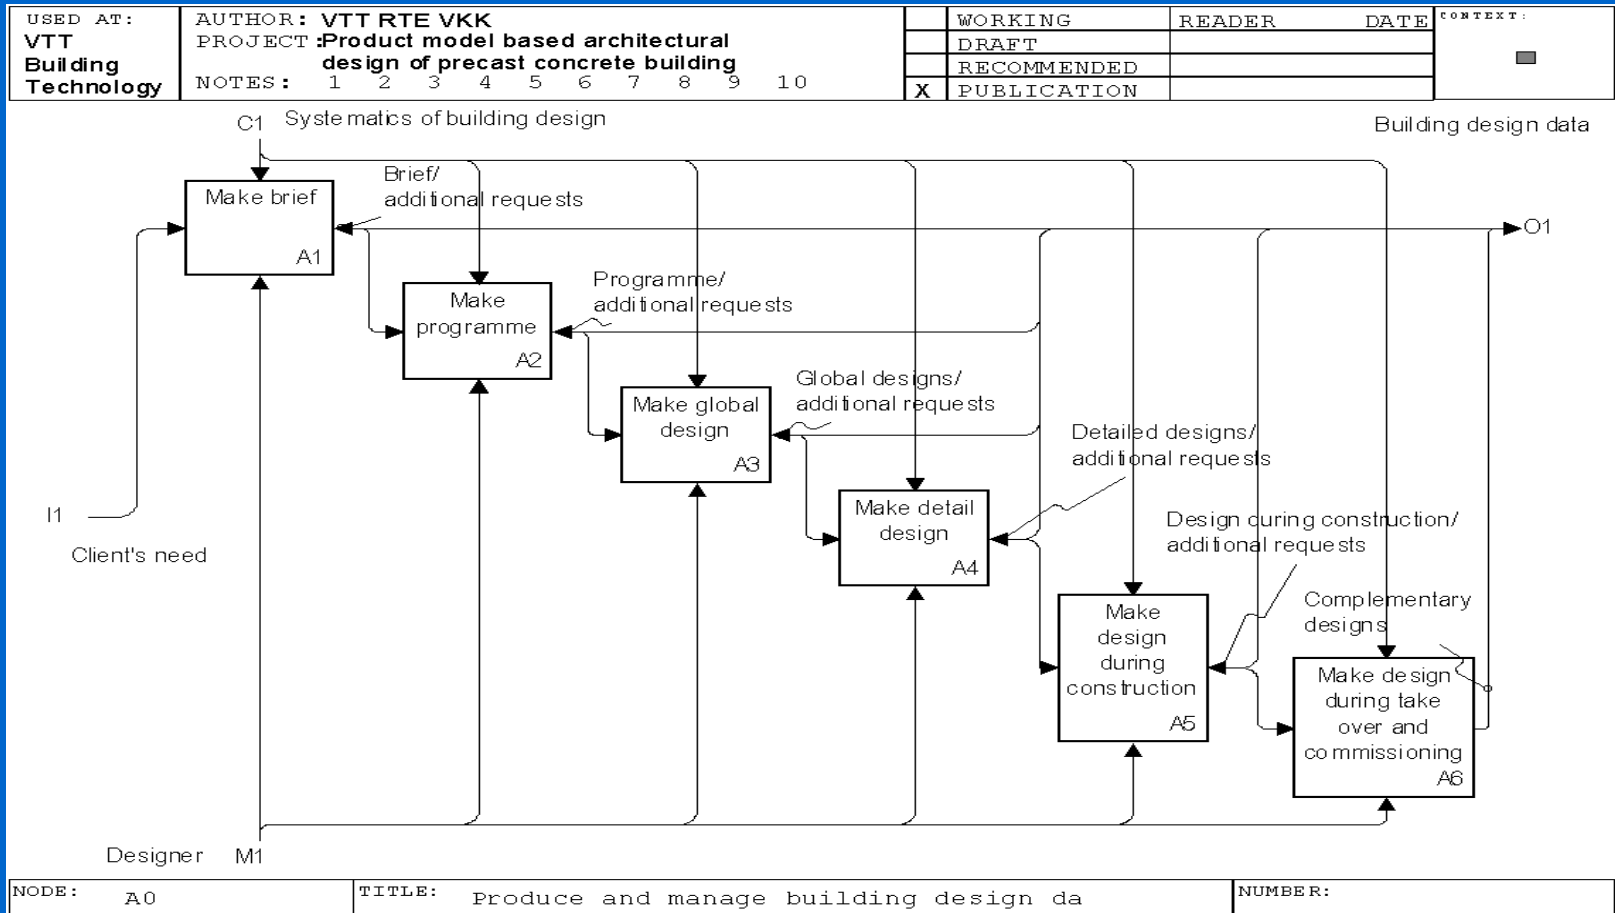 USED AT:
VTT
Building
Technology
AUTHOR: VTT RTE VKK
PROJECT: Product model based architectural
design of precast concrete building
NOTES: 1 2 3 4 5 6 7 8 9 10
WORKING
DRAFT
RECOMMENDED
X PUBLICATION
READER DATE
CONTEXT:
C1 Systematics of building design
Building design data
Brief/
additional requests
Make brief
A1
O1
Programme/
additional requests
Make
programme
A2
Global designs/
additional requests
Make global
design
A3
Detailed designs/
additional requests
I1
Client's need
Make detail
design
A4
Design during construction/
additional requests
Make
design
during
construction
A5
Complementary
designs
Make design
during take
over and
commissioning
A6
Designer M1
NODE: A0
TITLE: Produce and manage building design da
NUMBER: